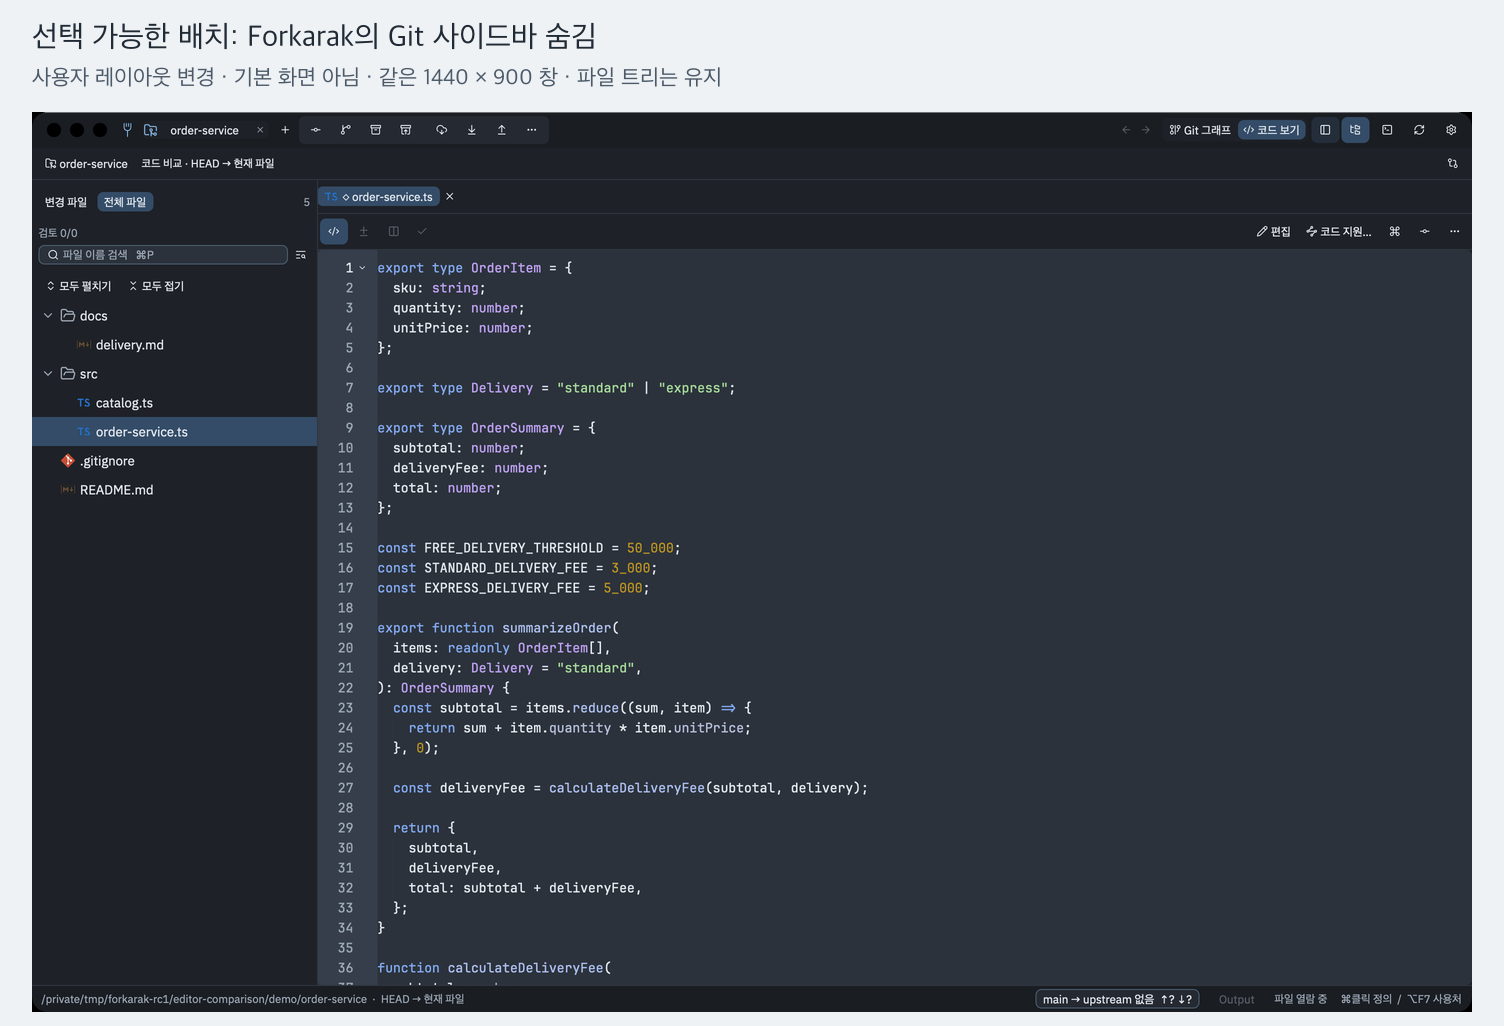 선택 가능한 배치: Forkarak의 Git 사이드바 숨김
사용자 레이아웃 변경 · 기본 화면 아님 · 같은 1440 × 900 창 · 파일 트리는 유지
order-service × + Git 그래프 </> 코드 보기
order-service 코드 비교 · HEAD → 현재 파일
변경 파일 전체 파일 5
TS ◇ order-service.ts ×
검토 0/0
</> 편집 코드 지원... ⌘
파일 이름 검색 ⌘P
모두 펼치기 모두 접기
docs
M↓ delivery.md
src
TS catalog.ts
TS order-service.ts
.gitignore
M↓ README.md
1 export type OrderItem = {
2   sku: string;
3   quantity: number;
4   unitPrice: number;
5 };
6
7 export type Delivery = "standard" | "express";
8
9 export type OrderSummary = {
10   subtotal: number;
11   deliveryFee: number;
12   total: number;
13 };
14
15 const FREE_DELIVERY_THRESHOLD = 50_000;
16 const STANDARD_DELIVERY_FEE = 3_000;
17 const EXPRESS_DELIVERY_FEE = 5_000;
18
19 export function summarizeOrder(
20   items: readonly OrderItem[],
21   delivery: Delivery = "standard",
22 ): OrderSummary {
23   const subtotal = items.reduce((sum, item) => {
24     return sum + item.quantity * item.unitPrice;
25   }, 0);
26
27   const deliveryFee = calculateDeliveryFee(subtotal, delivery);
28
29   return {
30     subtotal,
31     deliveryFee,
32     total: subtotal + deliveryFee,
33   };
34 }
35
36 function calculateDeliveryFee(
/private/tmp/forkarak-rc1/editor-comparison/demo/order-service · HEAD → 현재 파일
main → upstream 없음 ↑? ↓? Output 파일 열람 중 ⌘클릭 정의 / ⌥F7 사용처